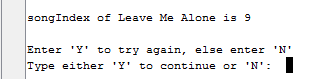 songIndex of Leave Me Alone is 9
Enter 'Y' to try again, else enter 'N'
Type either 'Y' to continue or 'N':